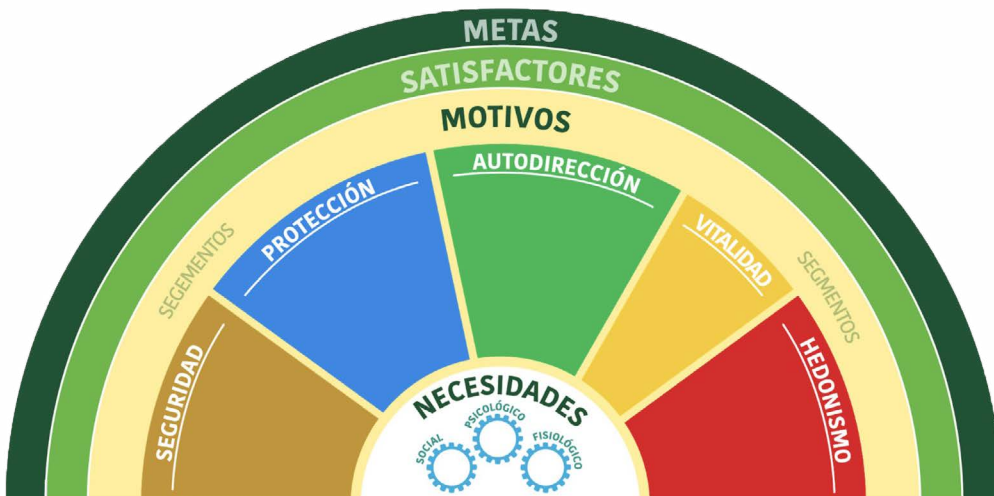 METAS
SATISFACTORES
MOTIVOS
SEGEMENTOS
SEGMENTOS
SEGURIDAD
PROTECCIÓN
AUTODIRECCIÓN
VITALIDAD
HEDONISMO
NECESIDADES
SOCIAL
PSICOLÓGICO
FISIOLÓGICO